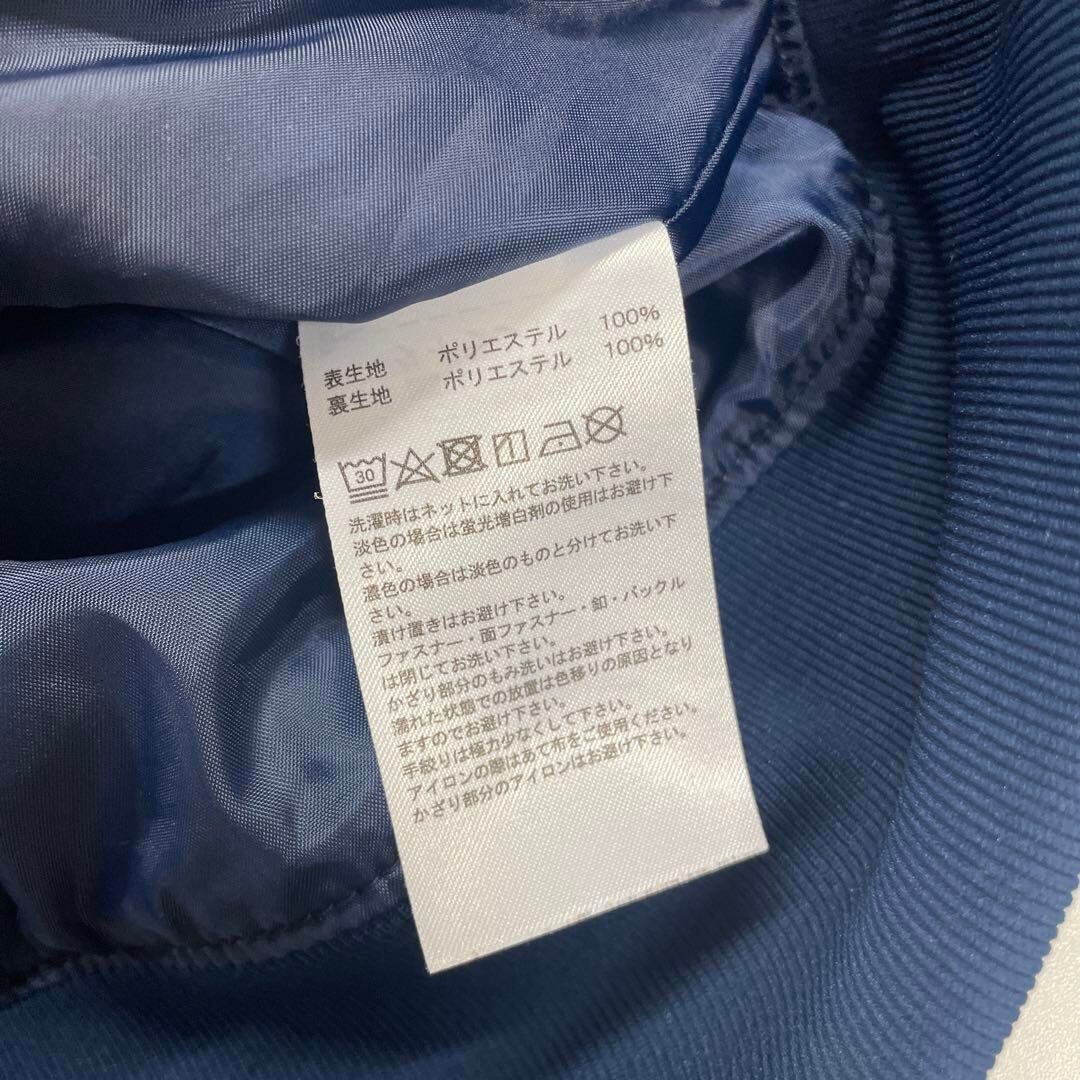 表生地 ポリエステル 100%
裏生地 ポリエステル 100%
30
洗濯時はネットに入れてお洗い下さい。
淡色の場合は蛍光増白剤の使用はお避け下
さい。
濃色の場合は淡色のものと分けてお洗い下
さい。
漬け置きはお避け下さい。
ファスナー・面ファスナー・釦・バックル
は閉じてお洗い下さい。
かざり部分のもみ洗いはお避け下さい。
濡れた状態での放置は色移りの原因となり
ますのでお避け下さい。
手絞りは極力少なくして下さい。
アイロンの際はあて布をご使用ください。
かざり部分のアイロンはお避け下さい。